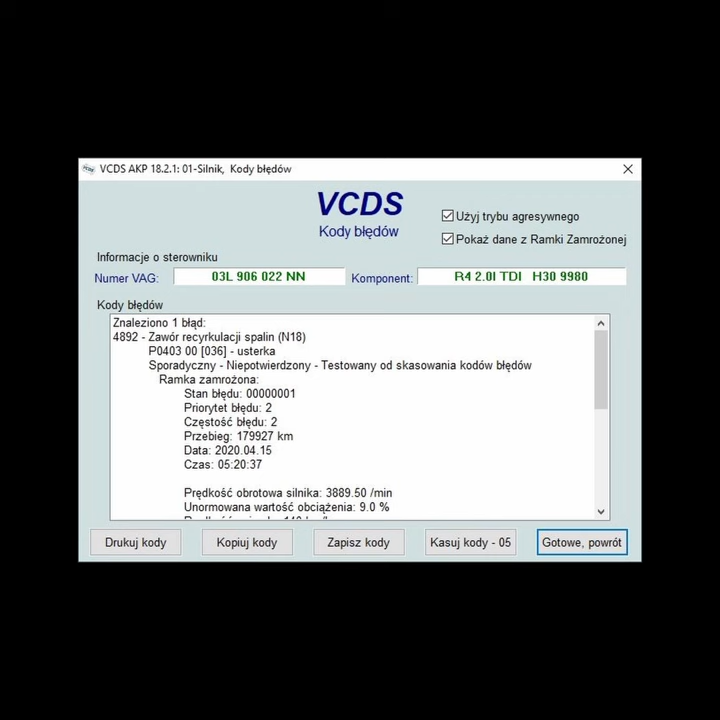 VCDS AKP 18.2.1: 01-Silnik, Kody błędów
VCDS
Kody błędów
Użyj trybu agresywnego
Pokaż dane z Ramki Zamrożonej
Informacje o sterowniku
Numer VAG: 03L 906 022 NN Komponent: R4 2.0l TDI H30 9980
Kody błędów
Znaleziono 1 błąd:
4892 - Zawór recyrkulacji spalin (N18)
P0403 00 [036] - usterka
Sporadyczny - Niepotwierdzony - Testowany od skasowania kodów błędów
Ramka zamrożona:
Stan błędu: 00000001
Priorytet błędu: 2
Częstość błędu: 2
Przebieg: 179927 km
Data: 2020.04.15
Czas: 05:20:37
Prędkość obrotowa silnika: 3889.50 /min
Unormowana wartość obciążenia: 9.0 %
Drukuj kody
Kopiuj kody
Zapisz kody
Kasuj kody - 05
Gotowe, powrót